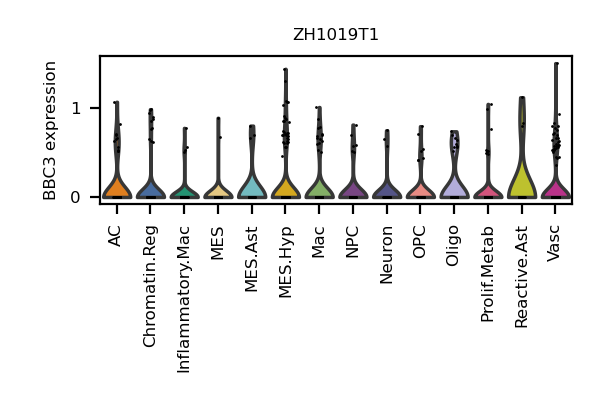 ZH1019T1
BBC3 expression
1
0
AC
Chromatin.Reg
Inflammatory.Mac
MES
MES.Ast
MES.Hyp
Mac
NPC
Neuron
OPC
Oligo
Prolif.Metab
Reactive.Ast
Vasc